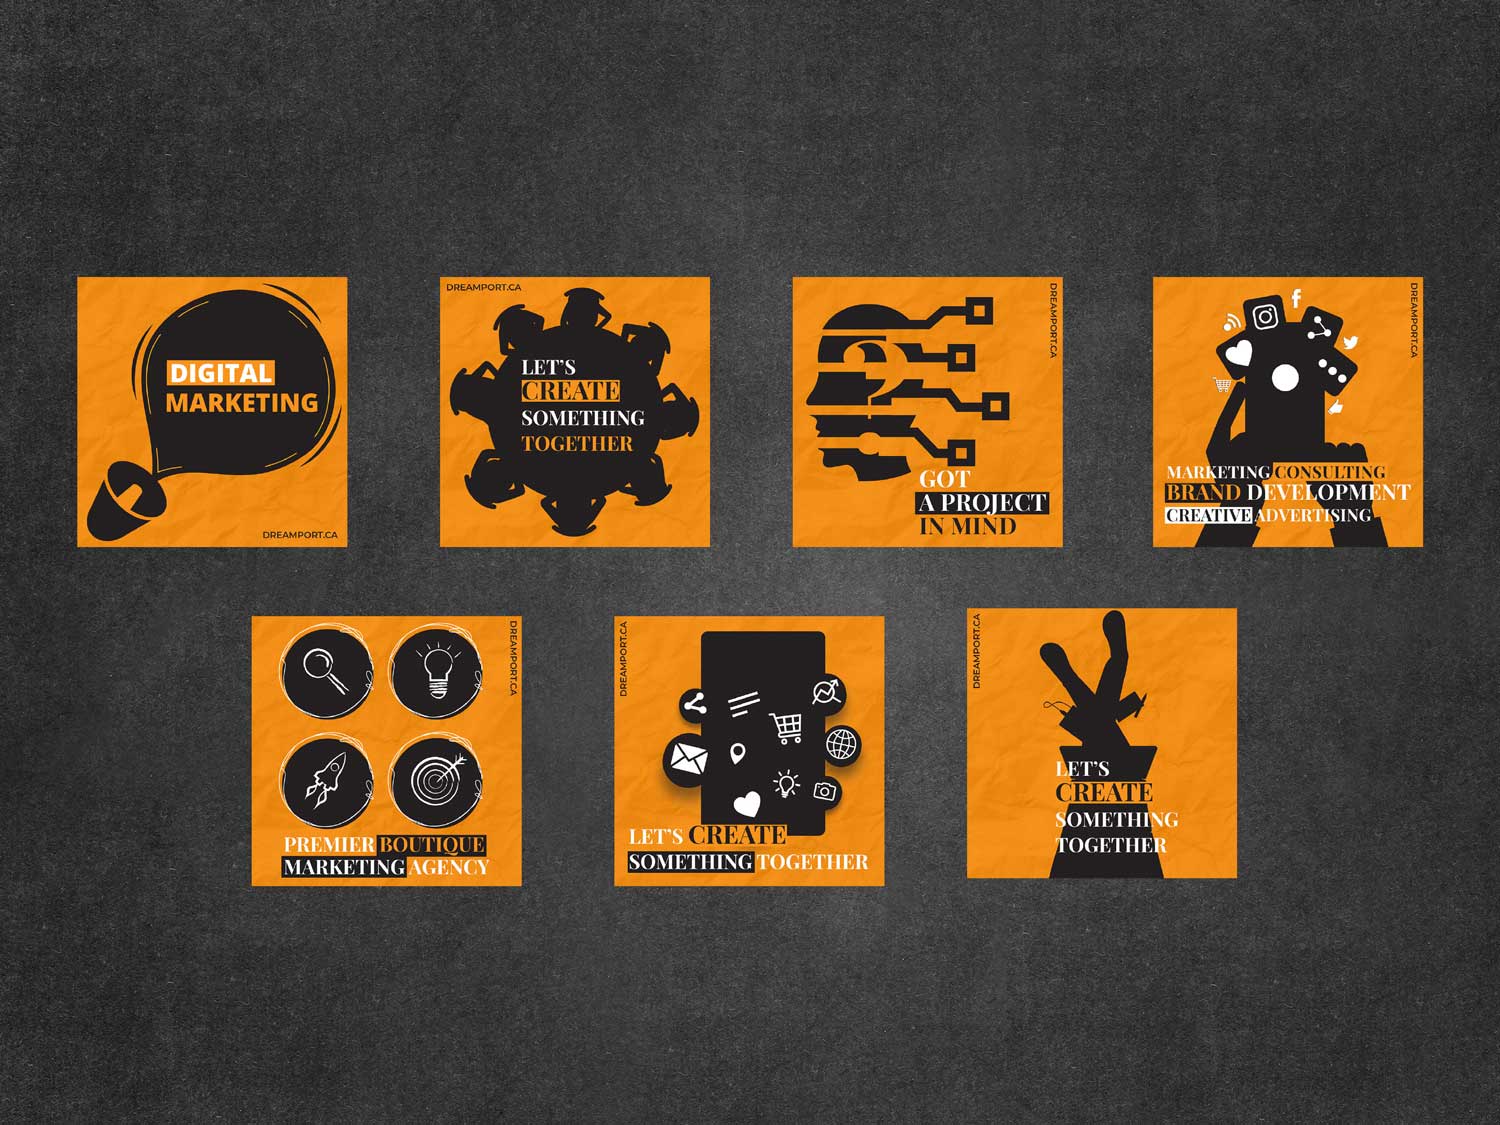 DIGITAL
MARKETING
DREAMPORT.CA
DREAMPORT.CA
LET'S
CREATE
SOMETHING
TOGETHER
DREAMPORT.CA
GOT
A PROJECT
IN MIND
DREAMPORT.CA
MARKETING CONSULTING
BRAND DEVELOPMENT
CREATIVE ADVERTISING
DREAMPORT.CA
PREMIER BOUTIQUE
MARKETING AGENCY
DREAMPORT.CA
LET'S CREATE
SOMETHING TOGETHER
DREAMPORT.CA
LET'S
CREATE
SOMETHING
TOGETHER